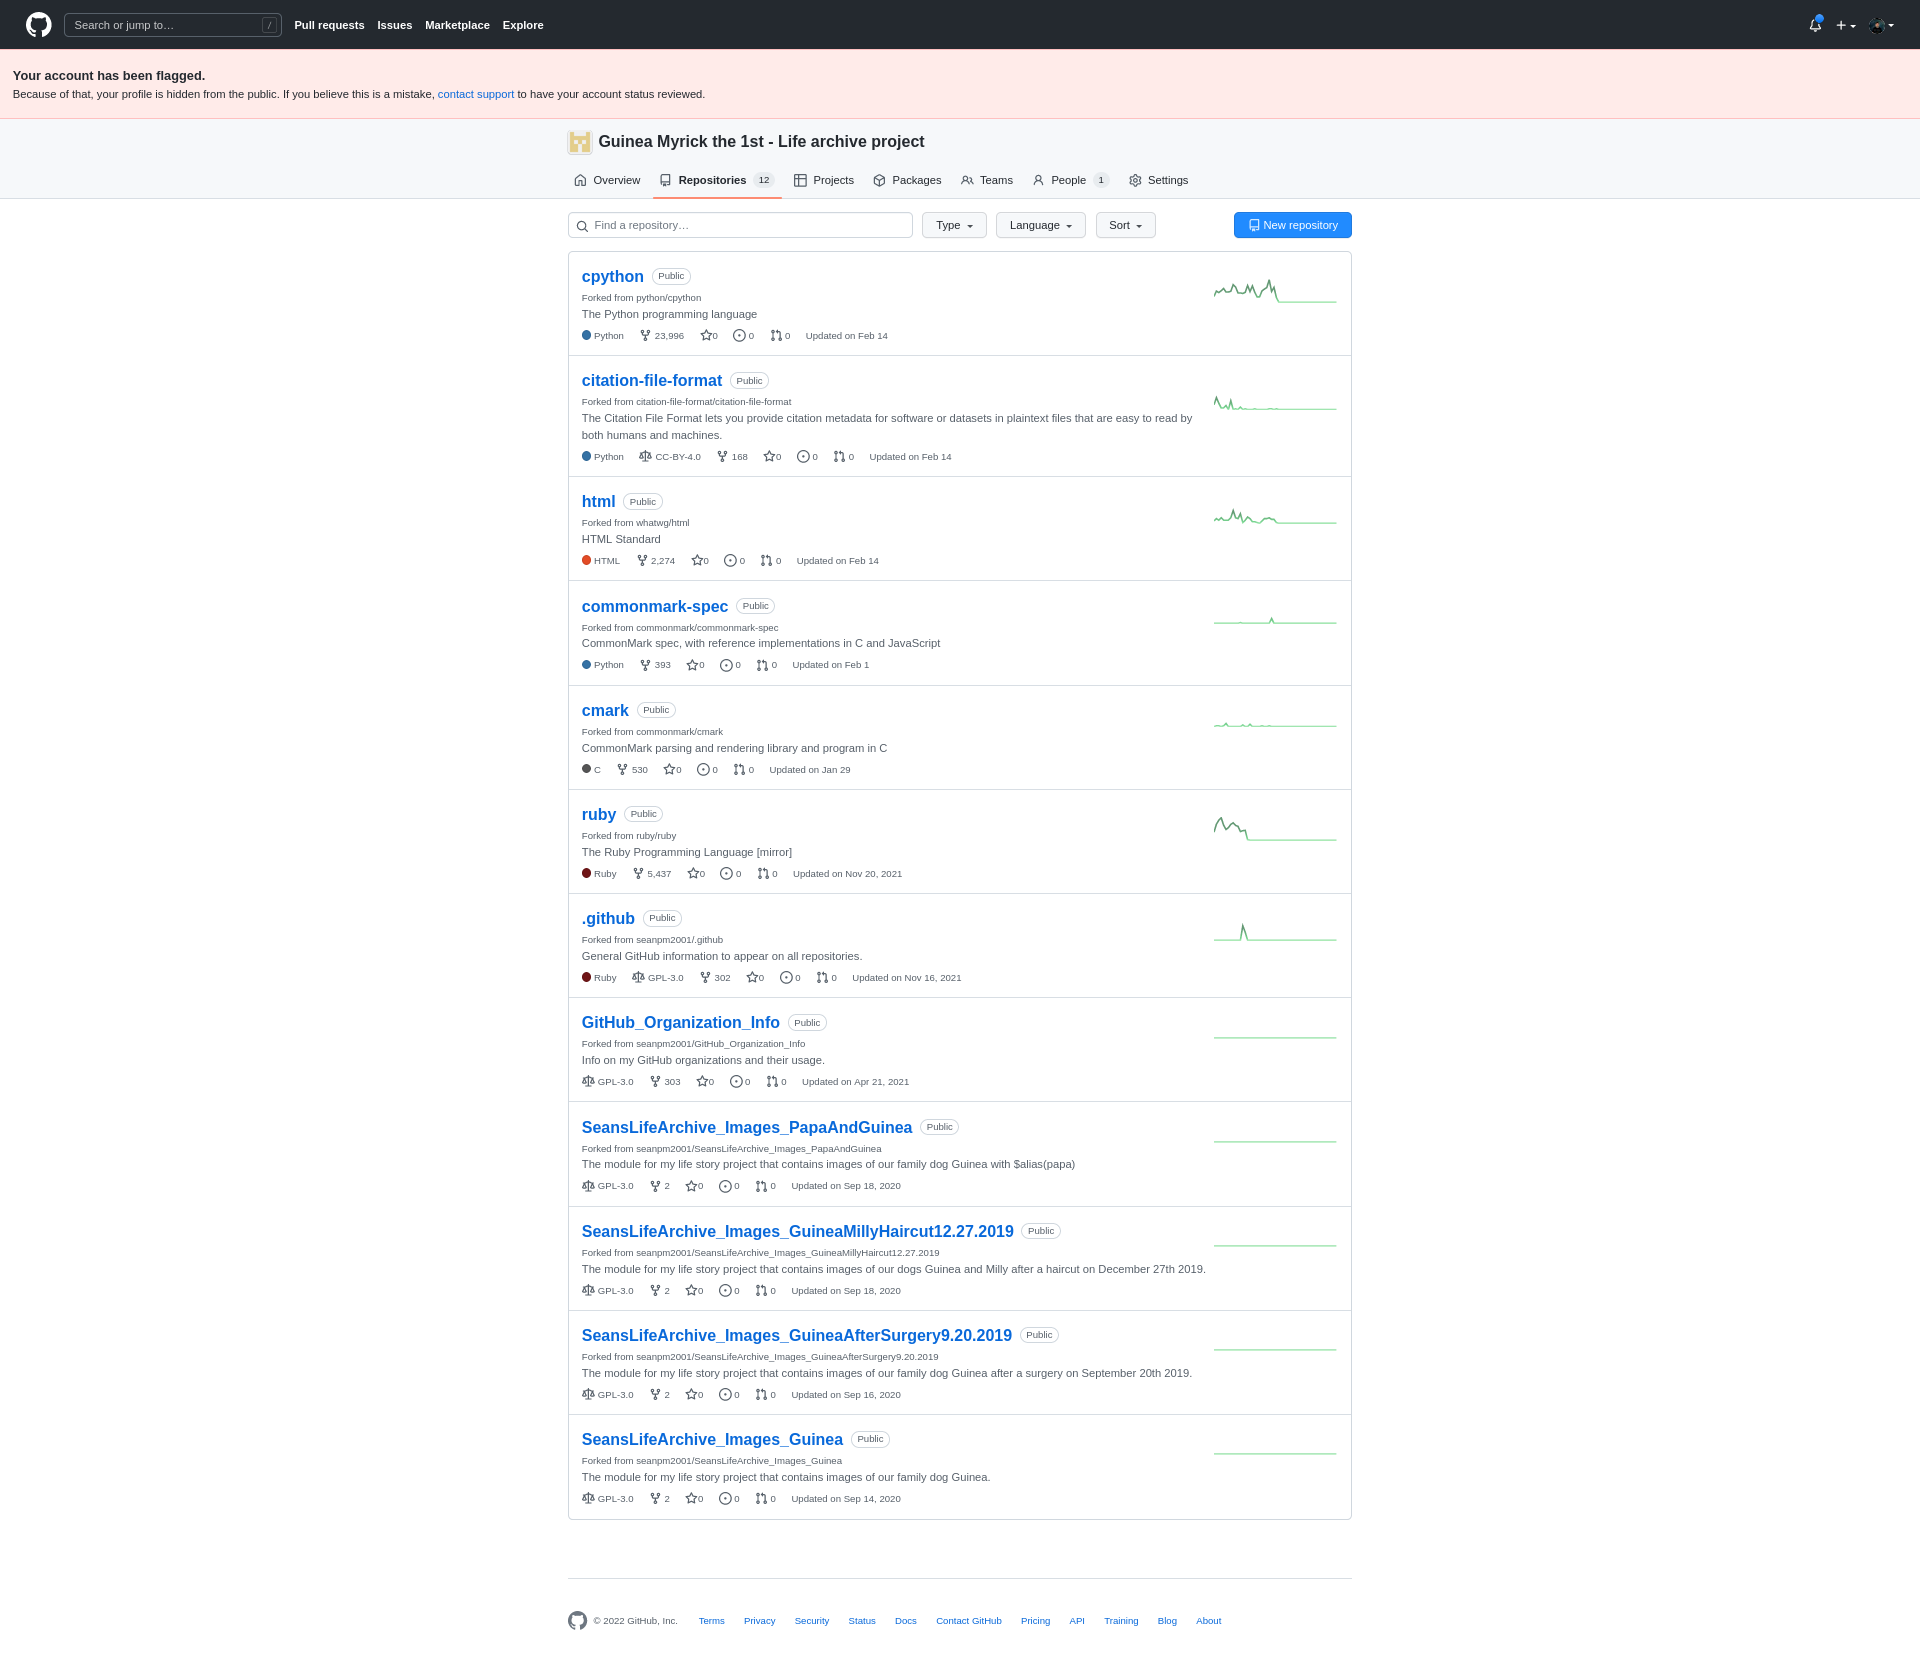 Search or jump to… /
Pull requests Issues Marketplace Explore
Your account has been flagged.
Because of that, your profile is hidden from the public. If you believe this is a mistake, contact support to have your account status reviewed.
Guinea Myrick the 1st - Life archive project
Overview Repositories 12 Projects Packages Teams People 1 Settings
Find a repository… Type Language Sort New repository
cpython Public
Forked from python/cpython
The Python programming language
Python 23,996 0 0 0 Updated on Feb 14
citation-file-format Public
Forked from citation-file-format/citation-file-format
The Citation File Format lets you provide citation metadata for software or datasets in plaintext files that are easy to read by
both humans and machines.
Python CC-BY-4.0 168 0 0 0 Updated on Feb 14
html Public
Forked from whatwg/html
HTML Standard
HTML 2,274 0 0 0 Updated on Feb 14
commonmark-spec Public
Forked from commonmark/commonmark-spec
CommonMark spec, with reference implementations in C and JavaScript
Python 393 0 0 0 Updated on Feb 1
cmark Public
Forked from commonmark/cmark
CommonMark parsing and rendering library and program in C
C 530 0 0 0 Updated on Jan 29
ruby Public
Forked from ruby/ruby
The Ruby Programming Language [mirror]
Ruby 5,437 0 0 0 Updated on Nov 20, 2021
.github Public
Forked from seanpm2001/.github
General GitHub information to appear on all repositories.
Ruby GPL-3.0 302 0 0 0 Updated on Nov 16, 2021
GitHub_Organization_Info Public
Forked from seanpm2001/GitHub_Organization_Info
Info on my GitHub organizations and their usage.
GPL-3.0 303 0 0 0 Updated on Apr 21, 2021
SeansLifeArchive_Images_PapaAndGuinea Public
Forked from seanpm2001/SeansLifeArchive_Images_PapaAndGuinea
The module for my life story project that contains images of our family dog Guinea with $alias(papa)
GPL-3.0 2 0 0 0 Updated on Sep 18, 2020
SeansLifeArchive_Images_GuineaMillyHaircut12.27.2019 Public
Forked from seanpm2001/SeansLifeArchive_Images_GuineaMillyHaircut12.27.2019
The module for my life story project that contains images of our dogs Guinea and Milly after a haircut on December 27th 2019.
GPL-3.0 2 0 0 0 Updated on Sep 18, 2020
SeansLifeArchive_Images_GuineaAfterSurgery9.20.2019 Public
Forked from seanpm2001/SeansLifeArchive_Images_GuineaAfterSurgery9.20.2019
The module for my life story project that contains images of our family dog Guinea after a surgery on September 20th 2019.
GPL-3.0 2 0 0 0 Updated on Sep 16, 2020
SeansLifeArchive_Images_Guinea Public
Forked from seanpm2001/SeansLifeArchive_Images_Guinea
The module for my life story project that contains images of our family dog Guinea.
GPL-3.0 2 0 0 0 Updated on Sep 14, 2020
© 2022 GitHub, Inc. Terms Privacy Security Status Docs Contact GitHub Pricing API Training Blog About